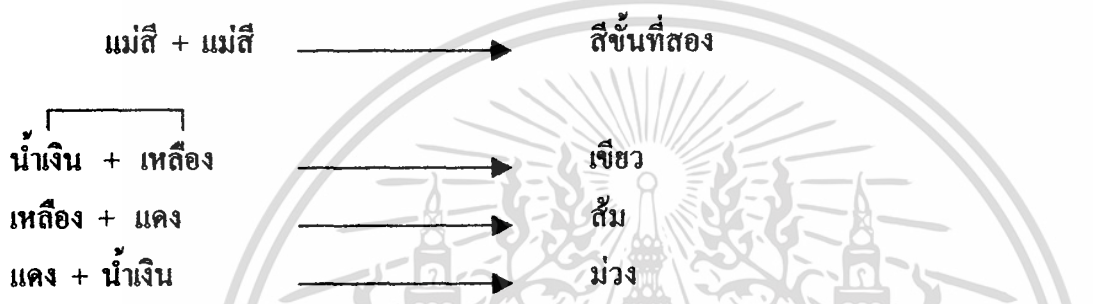 แม่สี + แม่สี สีขั้นที่สอง
น้ำเงิน + เหลือง เขียว
เหลือง + แดง ส้ม
แดง + น้ำเงิน ม่วง